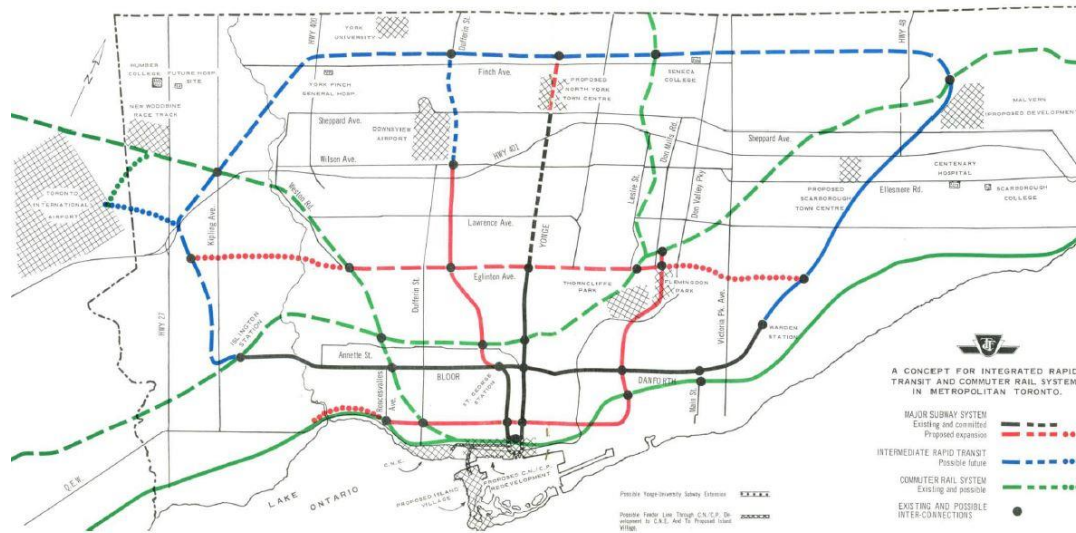 YORK
UNIVERSITY
HWY 400
Dufferin St.
HWY 48
HUMBER
COLLEGE
FUTURE HOSP.
SITE
Finch Ave.
YORK FINCH
GENERAL HOSP.
PROPOSED
NORTH YORK
TOWN CENTRE
SENECA
COLLEGE
NEW WOODBINE
RACE TRACK
MALVERN
PROPOSED DEVELOPMENT
Sheppard Ave.
DOWNSVIEW
AIRPORT
Sheppard Ave.
HWY 401
Don Mills Rd.
Wilson Ave.
Leslie St.
Don Valley Pky
CENTENARY
HOSPITAL
Ellesmere Rd.
SCARBOROUGH
COLLEGE
PROPOSED
SCARBOROUGH
TOWN CENTRE
TORONTO
INTERNATIONAL
AIRPORT
Kipling Ave.
Weston Rd.
Lawrence Ave.
YONGE
Eglinton Ave.
THORNCLIFFE
PARK
FLEMINGDON
PARK
HWY 27
ISLINGTON
STATION
Dufferin St.
Victoria Pk. Ave.
WARDEN
STATION
Annette St.
BLOOR
ST. GEORGE
STATION
DANFORTH
Roncesvalles
Ave.
Main St.
Q.E.W.
C.N.E.
LAKE ONTARIO
PROPOSED ISLAND
VILLAGE
PROPOSED C.N./C.P.
REDEVELOPMENT
TTC
A CONCEPT FOR INTEGRATED RAPID
TRANSIT AND COMMUTER RAIL SYSTEM
IN METROPOLITAN TORONTO.
MAJOR SUBWAY SYSTEM
Existing and committed
Proposed expansion
INTERMEDIATE RAPID TRANSIT
Possible future
COMMUTER RAIL SYSTEM
Existing and possible
EXISTING AND POSSIBLE
INTER-CONNECTIONS
Possible Yonge-University Subway Extension
Possible Feeder Line Through C.N./C.P. De-
velopment to C.N.E. And To Proposed Island
Village.
N